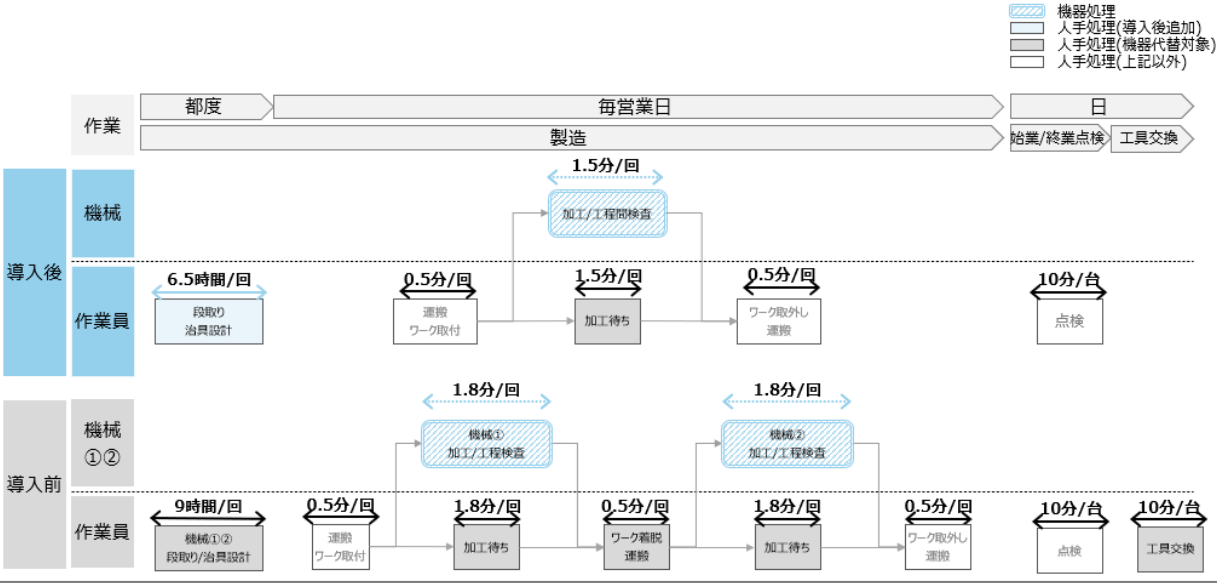 機器処理
人手処理(導入後追加)
人手処理(機器代替対象)
人手処理(上記以外)
作業
都度
毎営業日
日
製造
始業/終業点検
工具交換
導入後
機械
1.5分/回
加工/工程間検査
作業員
6.5時間/回
段取り
治具設計
0.5分/回
運搬
ワーク取付
1.5分/回
加工待ち
0.5分/回
ワーク取外し
運搬
10分/台
点検
導入前
機械
①②
1.8分/回
機械①
加工/工程検査
1.8分/回
機械②
加工/工程検査
作業員
9時間/回
機械①②
段取り/治具設計
0.5分/回
運搬
ワーク取付
1.8分/回
加工待ち
0.5分/回
ワーク着脱
運搬
1.8分/回
加工待ち
0.5分/回
ワーク取外し
運搬
10分/台
点検
10分/台
工具交換